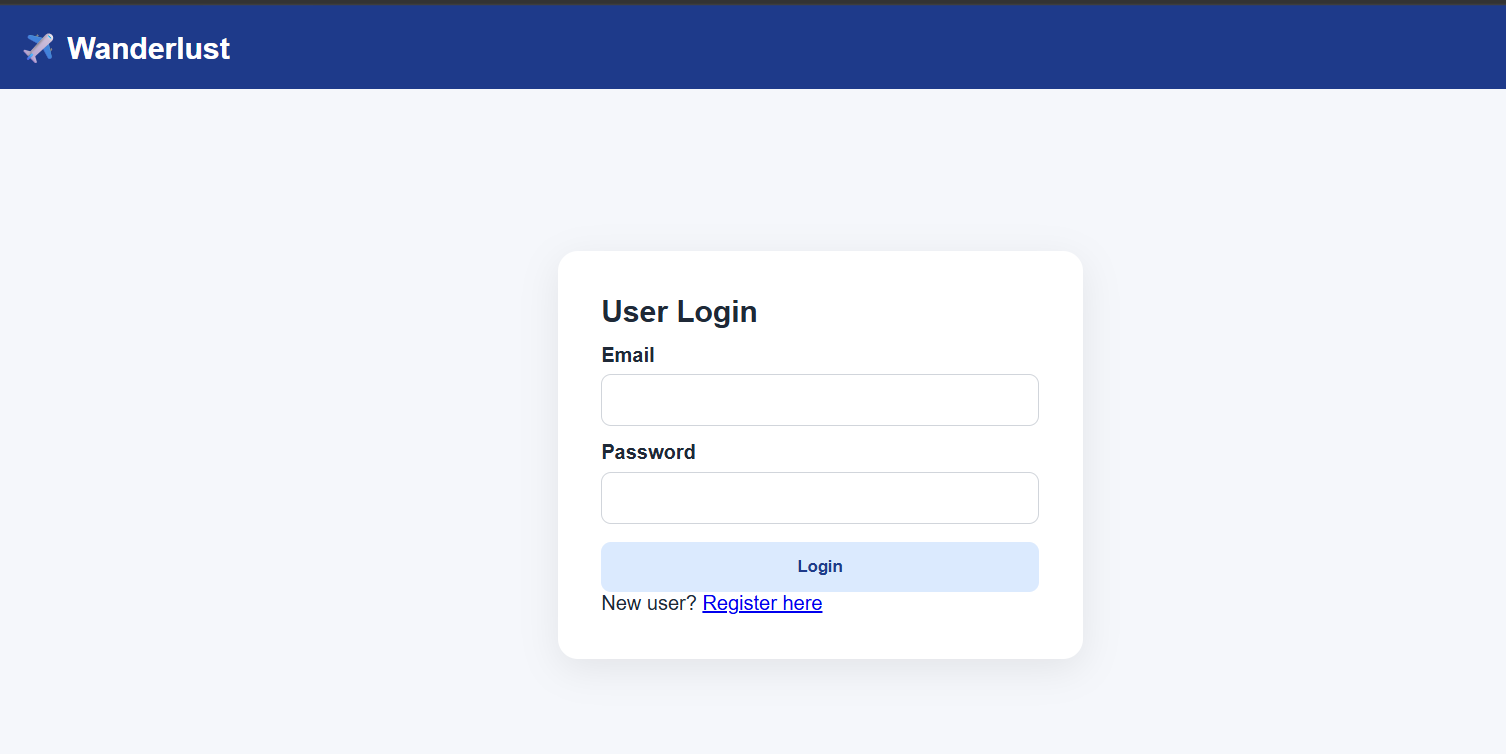 Wanderlust
User Login
Email
Password
Login
New user? Register here